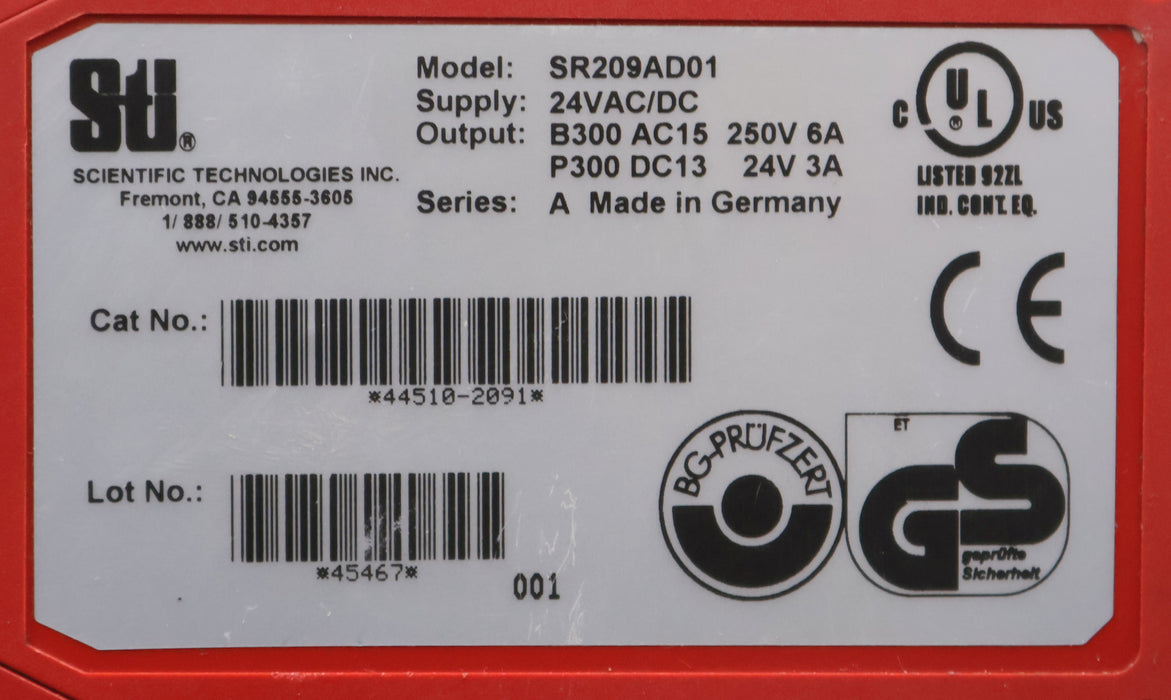 Sti®
SCIENTIFIC TECHNOLOGIES INC.
Fremont, CA 94555-3605
1/ 888/ 510-4357
www.sti.com
Model: SR209AD01
Supply: 24VAC/DC
Output: B300 AC15 250V 6A
P300 DC13 24V 3A
Series: A Made in Germany
C UL® US
LISTED 92ZL
IND. CONT. EQ.
CE
Cat No.:
*44510-2091*
Lot No.:
*45467*
001
BG-PRÜFZERT
ET
GS
geprüfte
Sicherheit